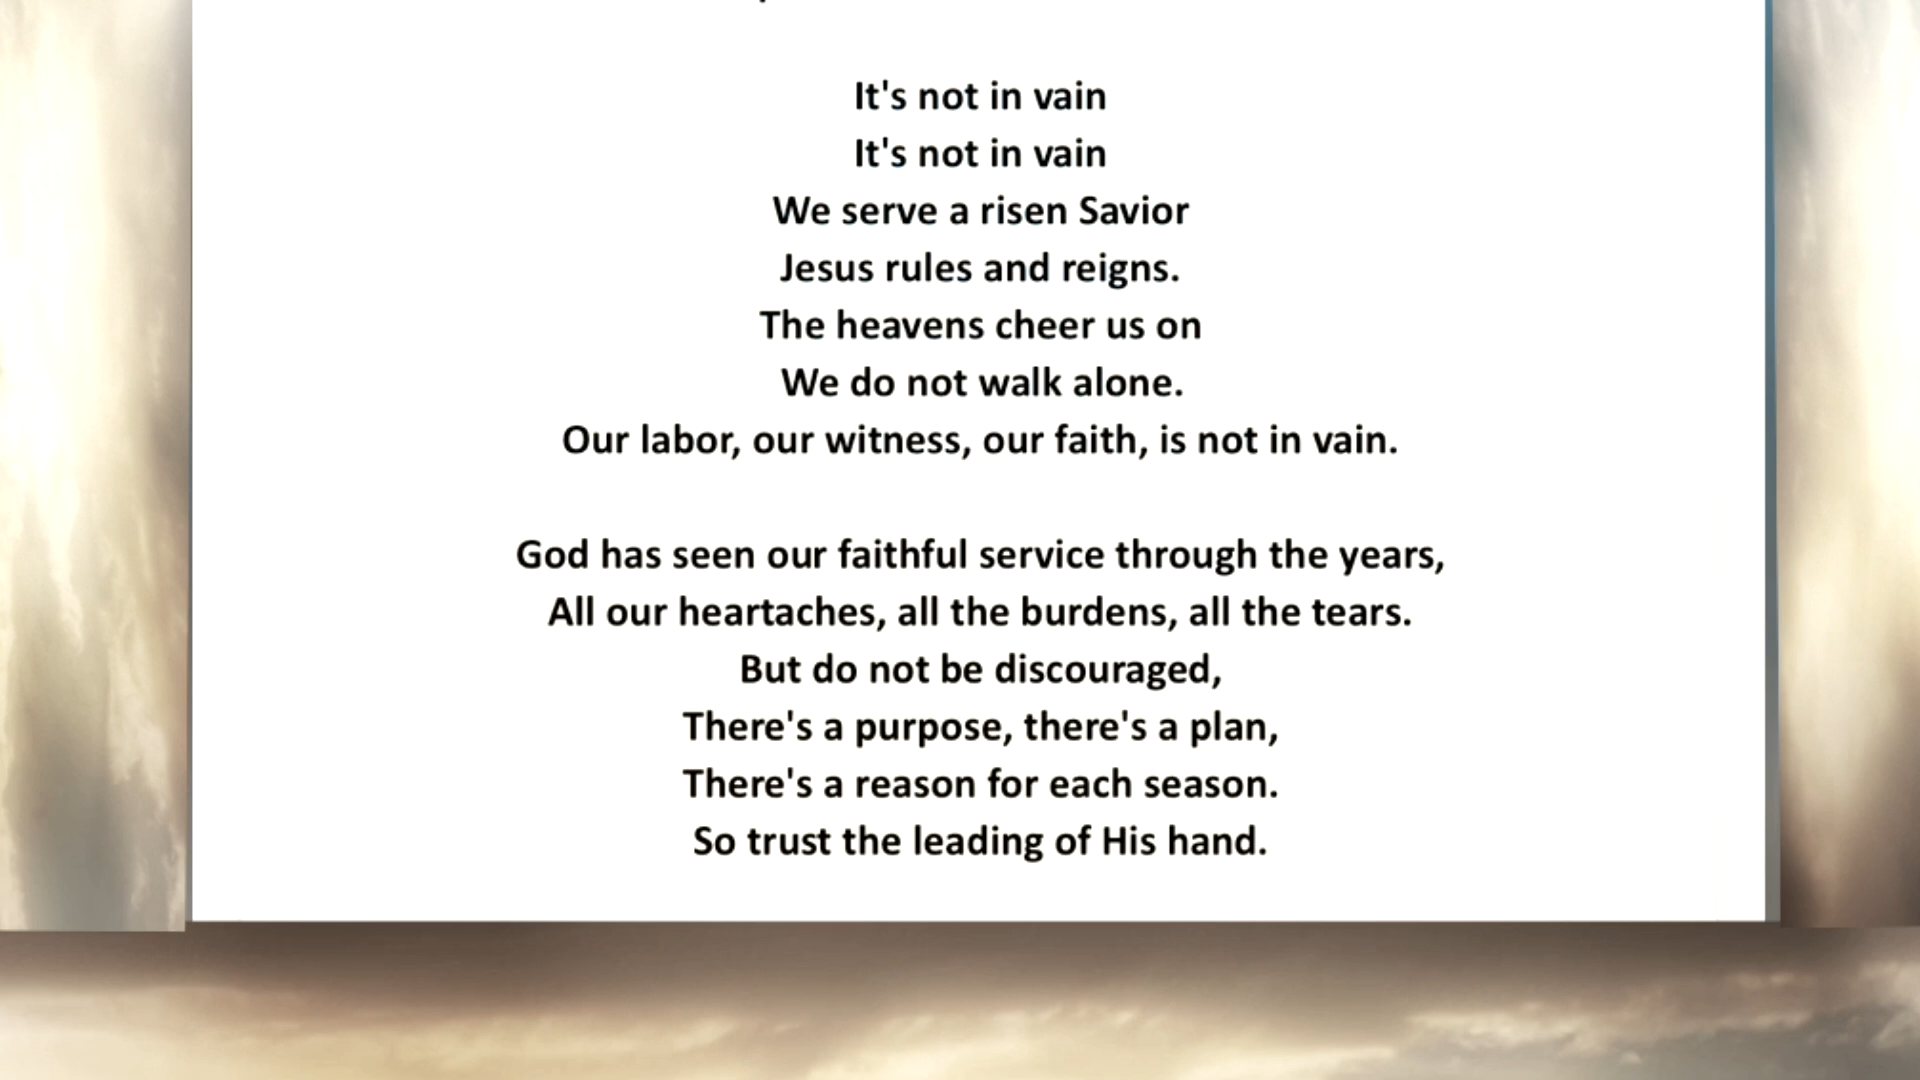 It's not in vain
It's not in vain
We serve a risen Savior
Jesus rules and reigns.
The heavens cheer us on
We do not walk alone.
Our labor, our witness, our faith, is not in vain.
God has seen our faithful service through the years,
All our heartaches, all the burdens, all the tears.
But do not be discouraged,
There's a purpose, there's a plan,
There's a reason for each season.
So trust the leading of His hand.